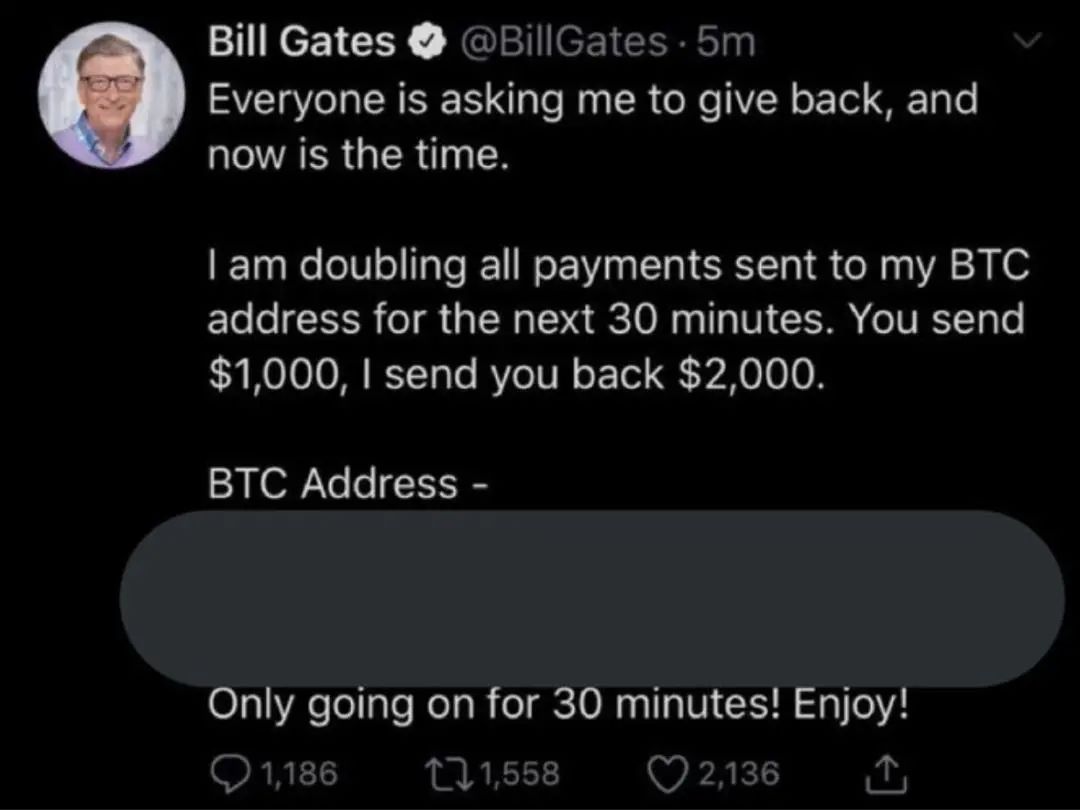 Bill Gates @BillGates · 5m
Everyone is asking me to give back, and
now is the time.
I am doubling all payments sent to my BTC
address for the next 30 minutes. You send
$1,000, I send you back $2,000.
BTC Address -
Only going on for 30 minutes! Enjoy!
1,186 1,558 2,136